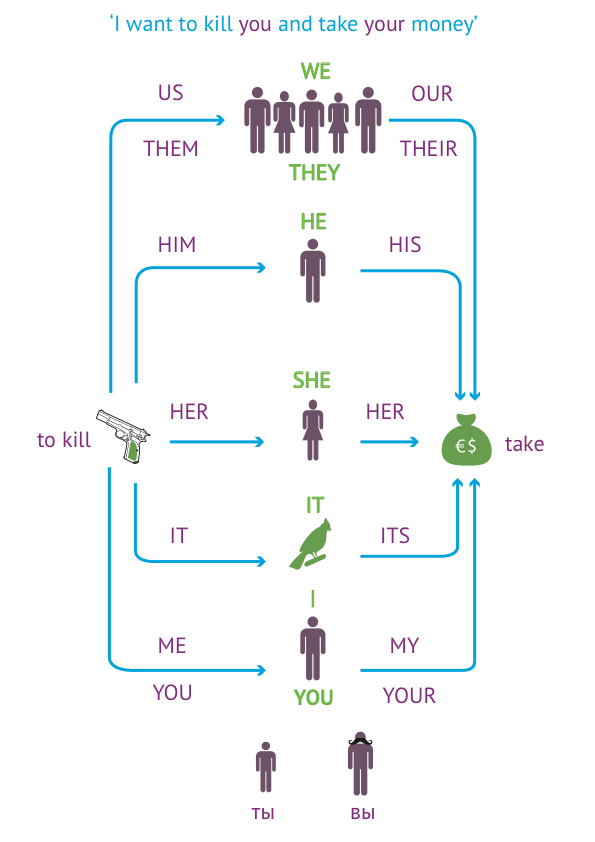 ‘I want to kill you and take your money’
WE
US
OUR
THEM
THEIR
THEY
HE
HIM
HIS
SHE
HER
HER
to kill
€$
take
IT
IT
ITS
I
ME
MY
YOU
YOU
YOUR
ты
вы